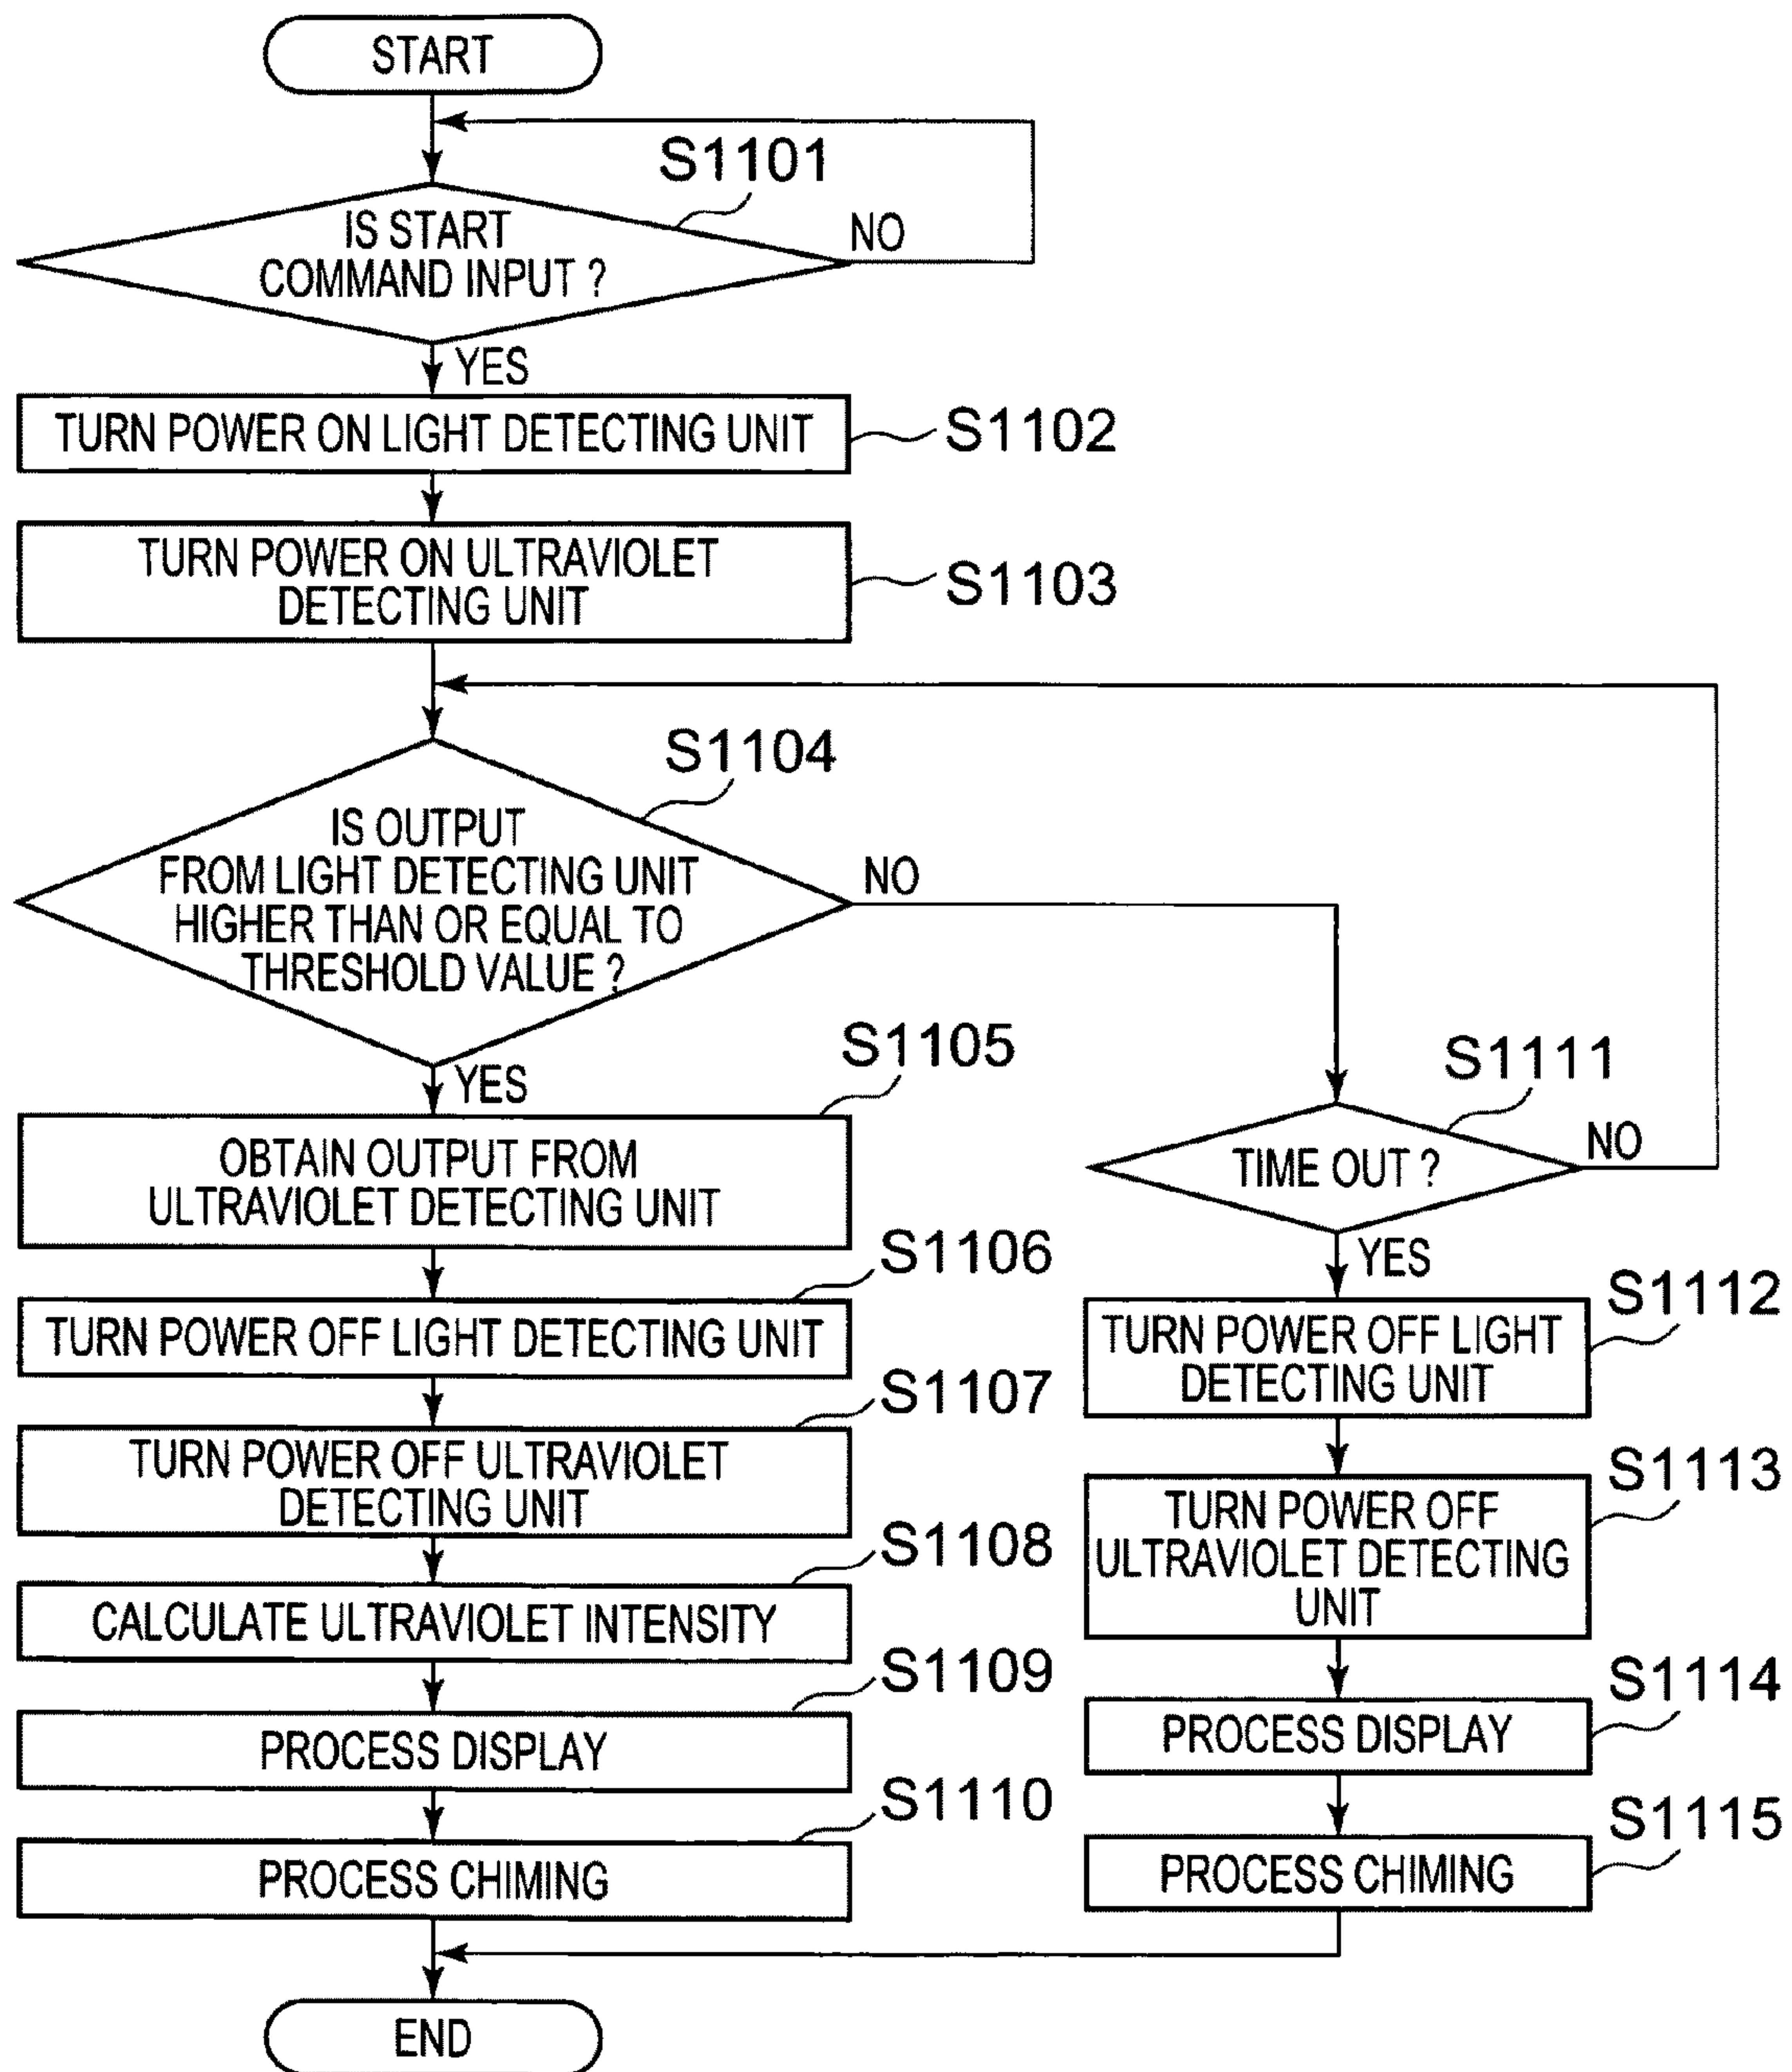 START
S1101
IS START
COMMAND INPUT ?
NO
YES
TURN POWER ON LIGHT DETECTING UNIT
S1102
TURN POWER ON ULTRAVIOLET
DETECTING UNIT
S1103
S1104
IS OUTPUT
FROM LIGHT DETECTING UNIT
HIGHER THAN OR EQUAL TO
THRESHOLD VALUE ?
NO
YES
S1105
OBTAIN OUTPUT FROM
ULTRAVIOLET DETECTING UNIT
S1106
TURN POWER OFF LIGHT DETECTING UNIT
S1107
TURN POWER OFF ULTRAVIOLET
DETECTING UNIT
S1108
CALCULATE ULTRAVIOLET INTENSITY
S1109
PROCESS DISPLAY
S1110
PROCESS CHIMING
S1111
TIME OUT ?
NO
YES
S1112
TURN POWER OFF LIGHT
DETECTING UNIT
S1113
TURN POWER OFF
ULTRAVIOLET DETECTING
UNIT
S1114
PROCESS DISPLAY
S1115
PROCESS CHIMING
END